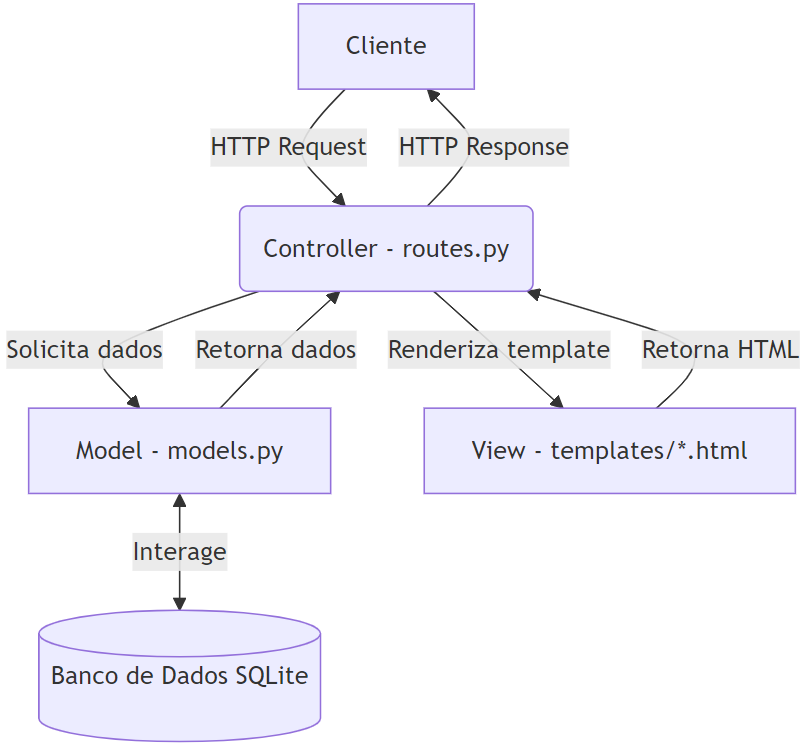 Cliente
HTTP Request
HTTP Response
Controller - routes.py
Solicita dados
Retorna dados
Renderiza template
Retorna HTML
Model - models.py
View - templates/*.html
Interage
Banco de Dados SQLite